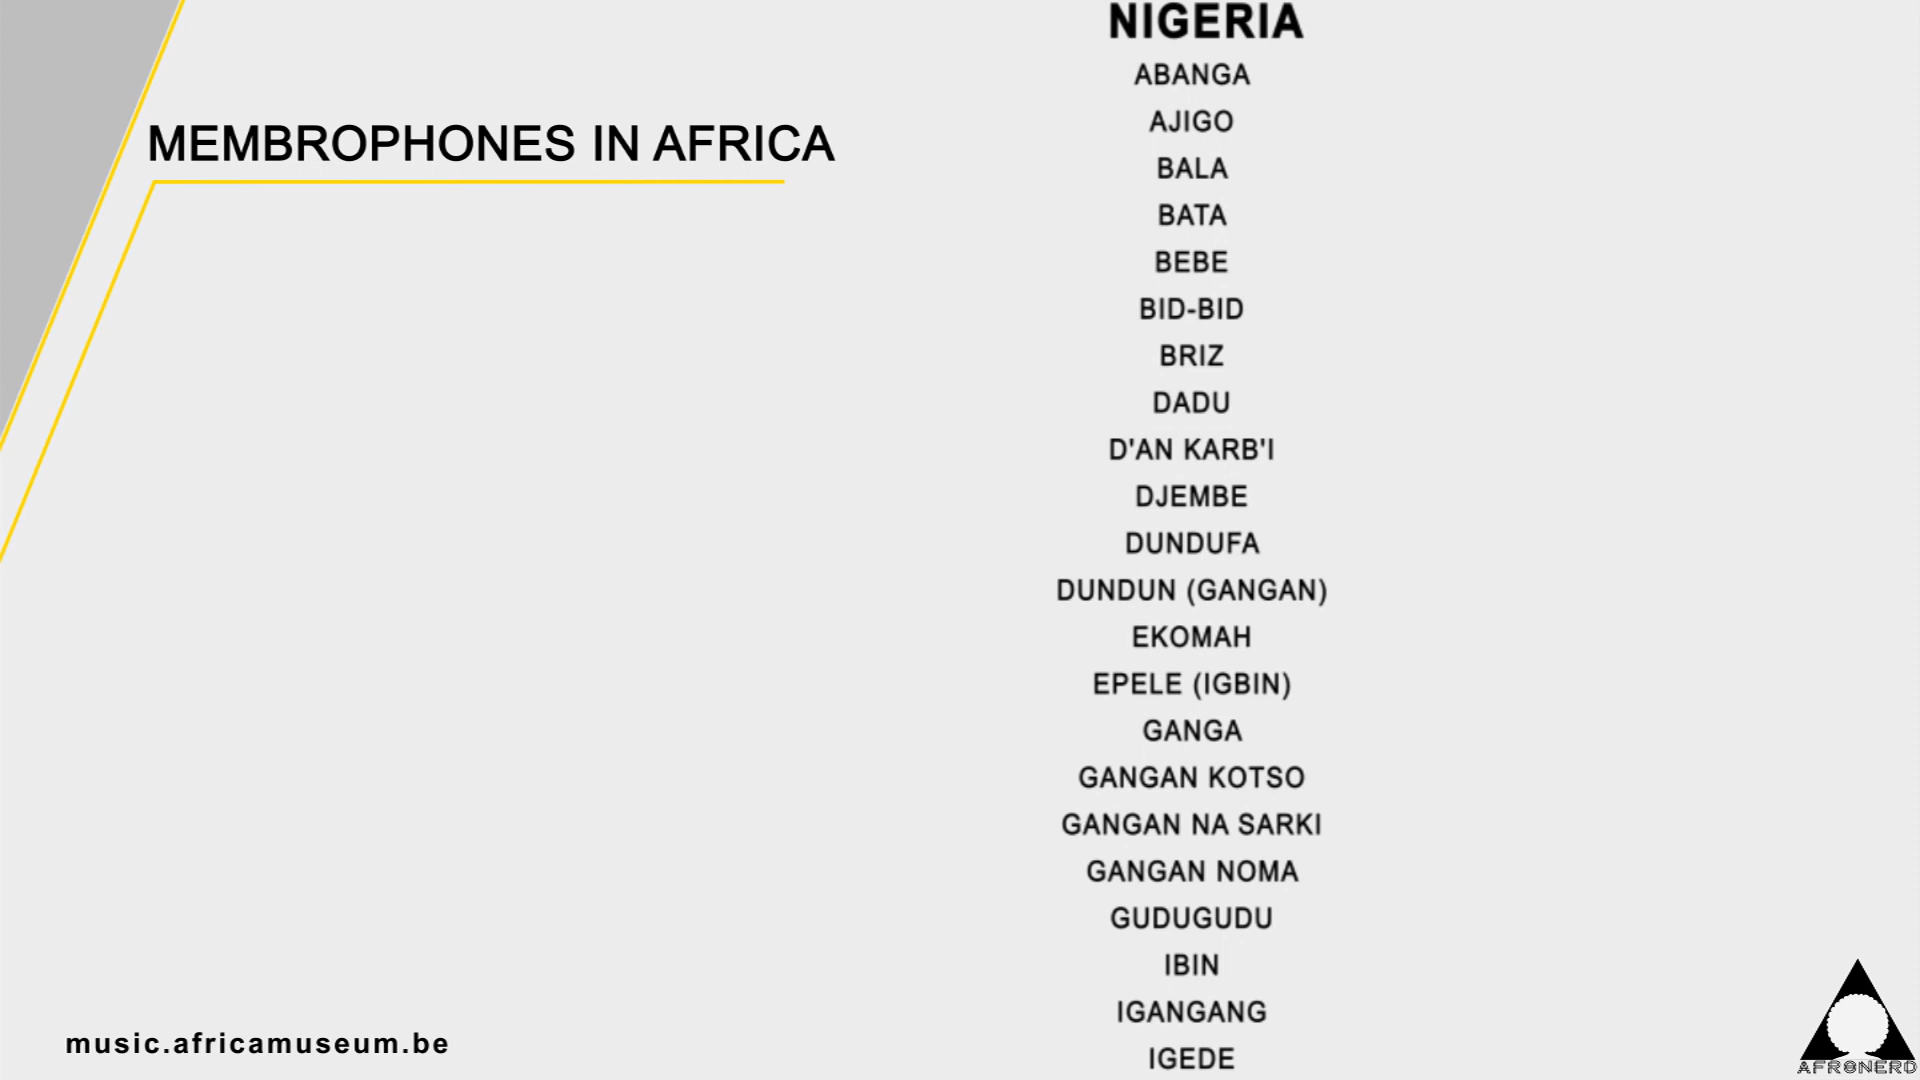 MEMBROPHONES IN AFRICA
NIGERIA
ABANGA
AJIGO
BALA
BATA
BEBE
BID-BID
BRIZ
DADU
D'AN KARB'I
DJEMBE
DUNDUFA
DUNDUN (GANGAN)
EKOMAH
EPELE (IGBIN)
GANGA
GANGAN KOTSO
GANGAN NA SARKI
GANGAN NOMA
GUDUGUDU
IBIN
IGANGANG
IGEDE
music.africamuseum.be
AFRONERD